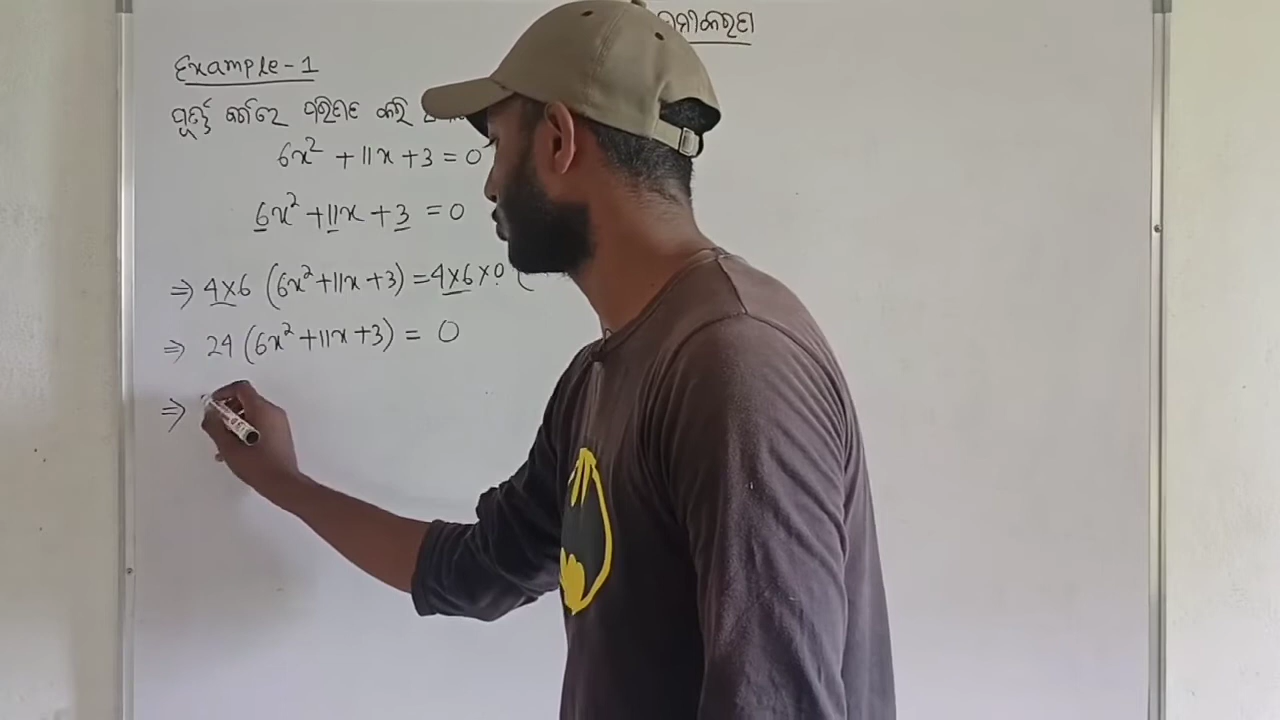 Example-1
ପୂର୍ଣ୍ଣ ବର୍ଗରେ ପରିଣତ କରି
6x² + 11x + 3 = 0
6x² + 11x + 3 = 0
⇒ 4×6 (6x²+11x+3) = 4×6×0 (
⇒ 24 (6x²+11x+3) = 0
⇒